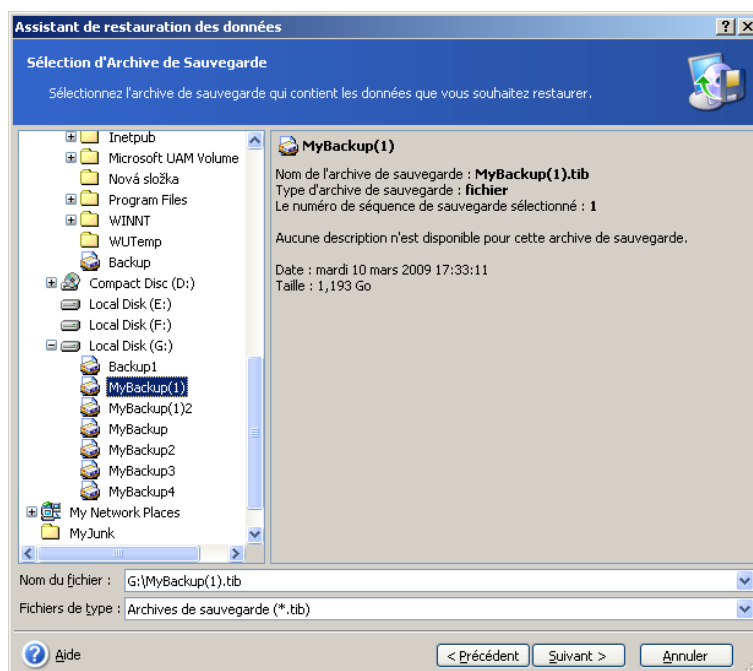 Assistant de restauration des données
Sélection d'Archive de Sauvegarde
Sélectionnez l'archive de sauvegarde qui contient les données que vous souhaitez restaurer.
Inetpub
Microsoft UAM Volume
Nová složka
Program Files
WINNT
WUTemp
Backup
Compact Disc (D:)
Local Disk (E:)
Local Disk (F:)
Local Disk (G:)
Backup1
MyBackup(1)
MyBackup(1)2
MyBackup
MyBackup2
MyBackup3
MyBackup4
My Network Places
MyJunk
MyBackup(1)
Nom de l'archive de sauvegarde : MyBackup(1).tib
Type d'archive de sauvegarde : fichier
Le numéro de séquence de sauvegarde sélectionné : 1
Aucune description n'est disponible pour cette archive de sauvegarde.
Date : mardi 10 mars 2009 17:33:11
Taille : 1,193 Go
Nom du fichier : G:\MyBackup(1).tib
Fichiers de type : Archives de sauvegarde (*.tib)
Aide
< Précédent
Suivant >
Annuler